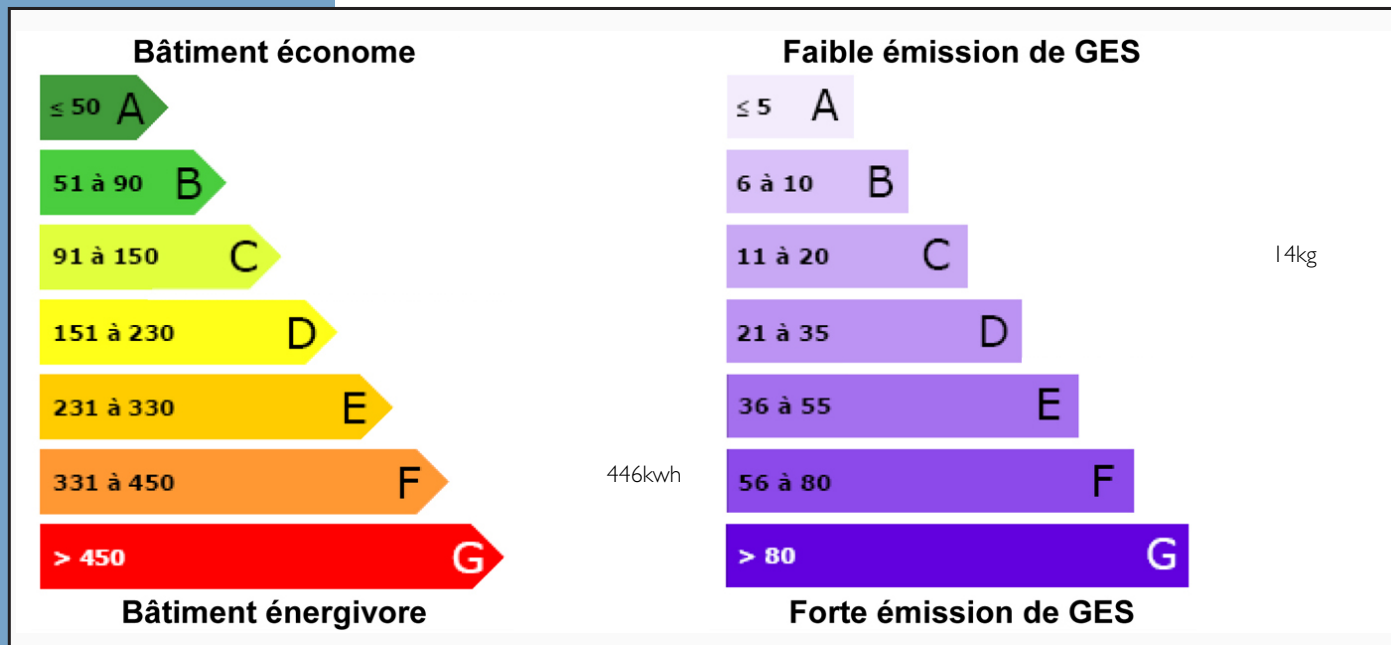 Bâtiment économe
≤ 50 A
51 à 90 B
91 à 150 C
151 à 230 D
231 à 330 E
331 à 450 F
446kwh
> 450 G
Bâtiment énergivore
Faible émission de GES
≤ 5 A
6 à 10 B
11 à 20 C
14kg
21 à 35 D
36 à 55 E
56 à 80 F
> 80 G
Forte émission de GES